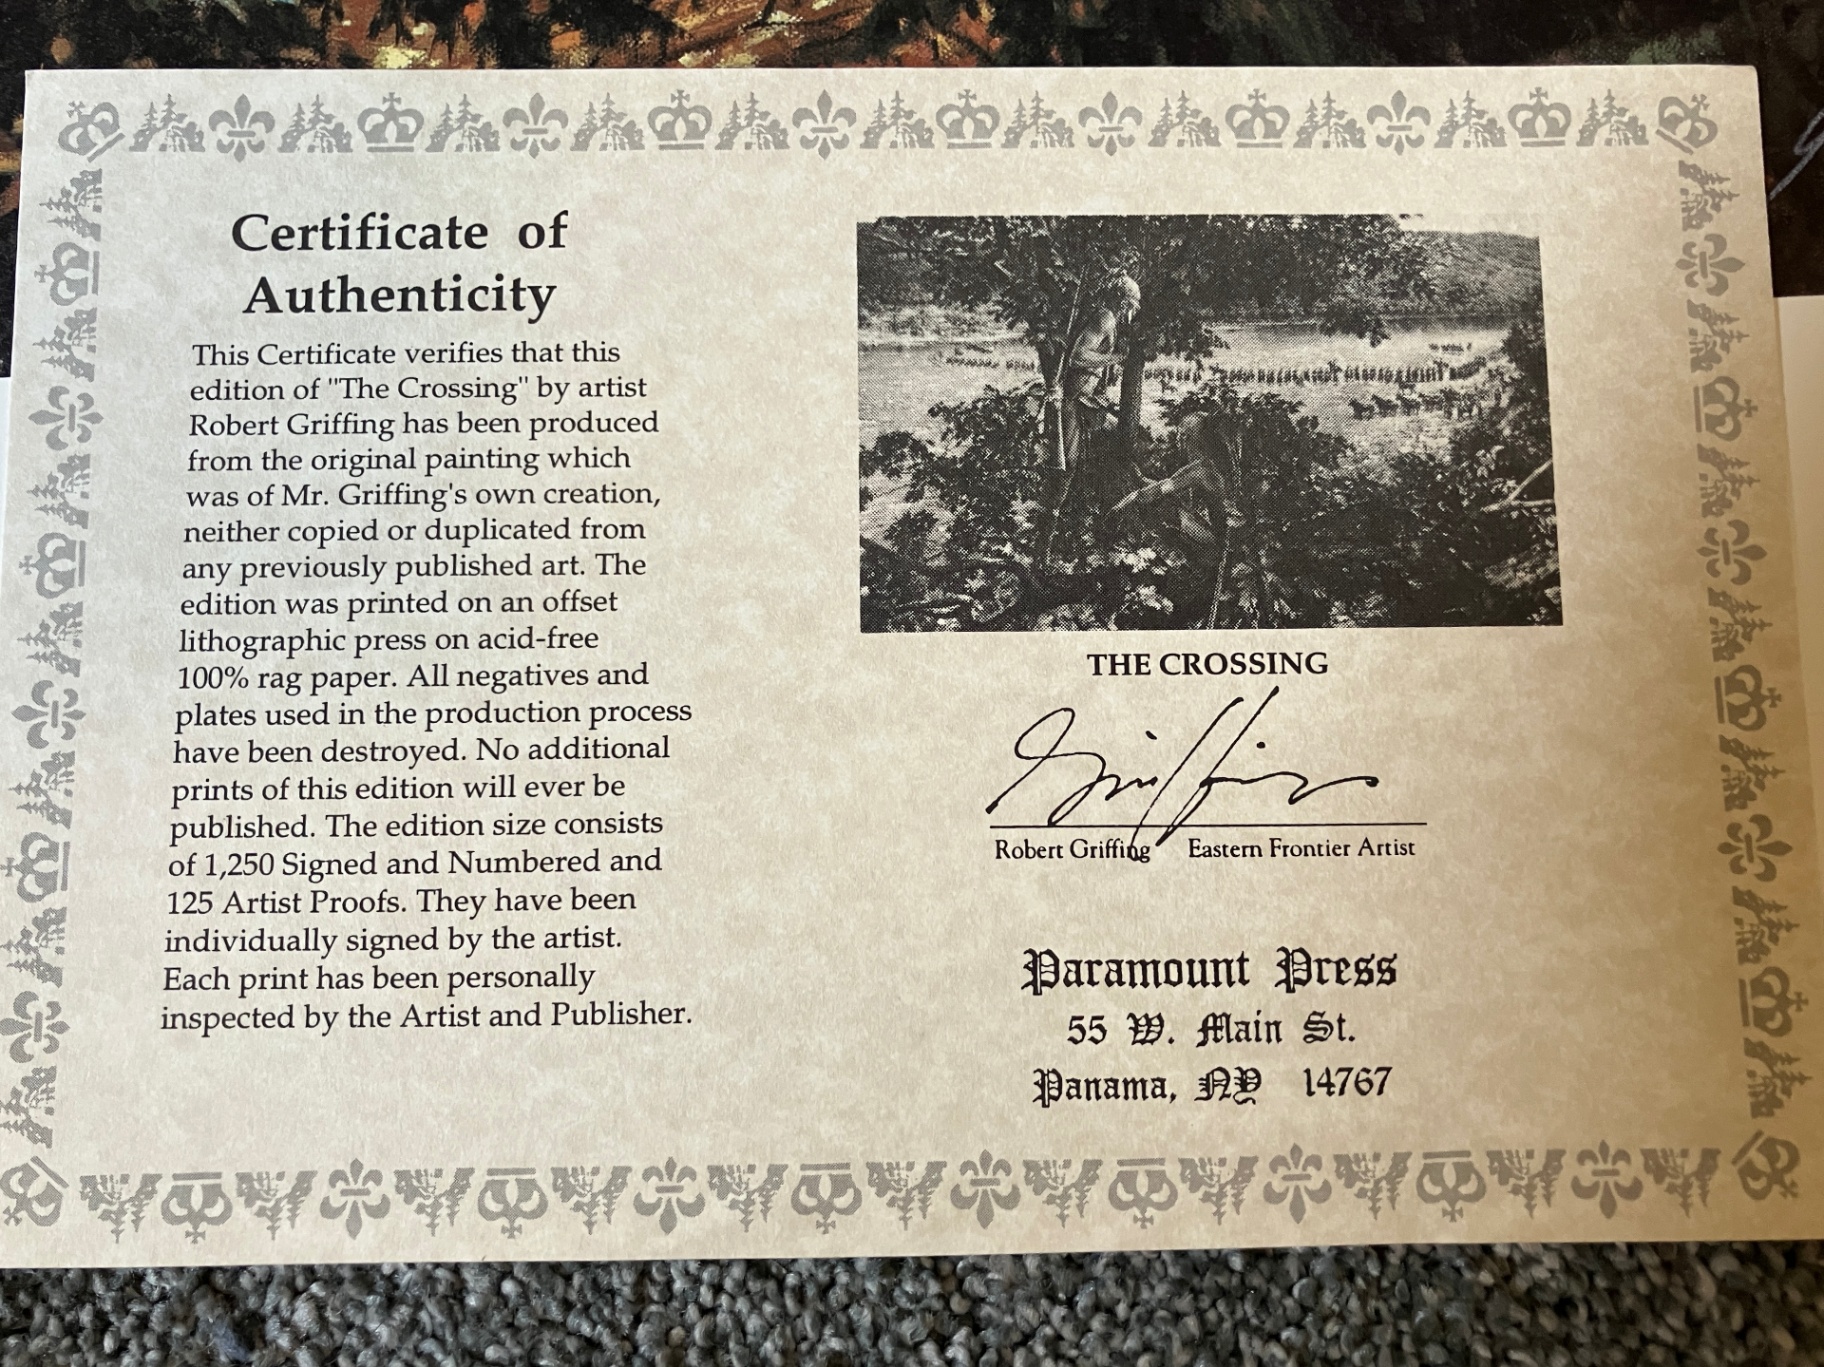 Certificate of
Authenticity
This Certificate verifies that this
edition of "The Crossing" by artist
Robert Griffing has been produced
from the original painting which
was of Mr. Griffing's own creation,
neither copied or duplicated from
any previously published art. The
edition was printed on an offset
lithographic press on acid-free
100% rag paper. All negatives and
plates used in the production process
have been destroyed. No additional
prints of this edition will ever be
published. The edition size consists
of 1,250 Signed and Numbered and
125 Artist Proofs. They have been
individually signed by the artist.
Each print has been personally
inspected by the Artist and Publisher.
THE CROSSING
Griffing
Robert Griffing Eastern Frontier Artist
Paramount Press
55 W. Main St.
Panama, NY 14767